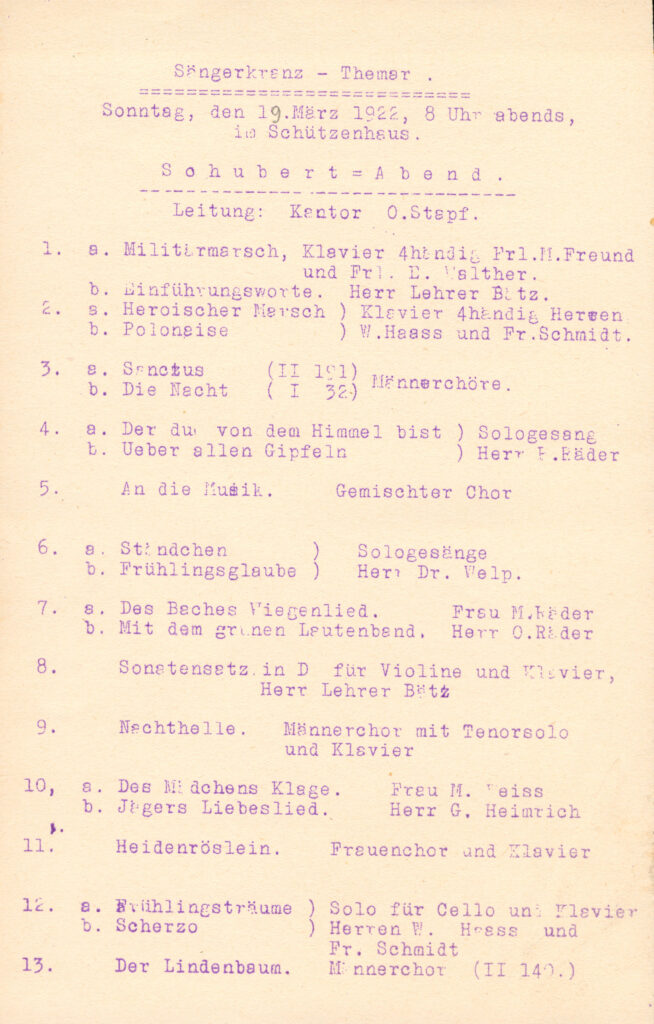 Sängerkranz - Themar .
============================
Sonntag, den 19.März 1922, 8 Uhr abends,
im Schützenhaus.
S c h u b e r t = A b e n d .
--------------------------------
Leitung: Kantor O.Stapf.
1. a. Militärmarsch, Klavier 4händig Frl.M.Freund
und Frl. E. Walther.
b. Einführungsworte. Herr Lehrer Bätz.
2. a. Heroischer Marsch ) Klavier 4händig Herren
b. Polonaise ) W.Haass und Fr.Schmidt.
3. a. Sanctus (II 191)
b. Die Nacht ( I 32) Männerchöre.
4. a. Der du von dem Himmel bist ) Sologesang
b. Ueber allen Gipfeln ) Herr Räder
5. An die Musik. Gemischter Chor
6. a. Ständchen ) Sologesänge
b. Frühlingsglaube ) Herr Dr. Welp.
7. a. Des Baches Wiegenlied. Frau M.Räder
b. Mit dem grünen Lautenband. Herr O.Räder
8. Sonatensatz in D für Violine und Klavier,
Herr Lehrer Bätz
9. Nachthelle. Männerchor mit Tenorsolo
und Klavier
10, a. Des Mädchens Klage. Frau M. Weiss
b. Jägers Liebeslied. Herr G. Heimrich
11. Heidenröslein. Frauenchor und Klavier
12. a. Frühlingsträume ) Solo für Cello und Klavier
b. Scherzo ) Herren W. Haass und
Fr. Schmidt
13. Der Lindenbaum. Männerchor (II 140.)